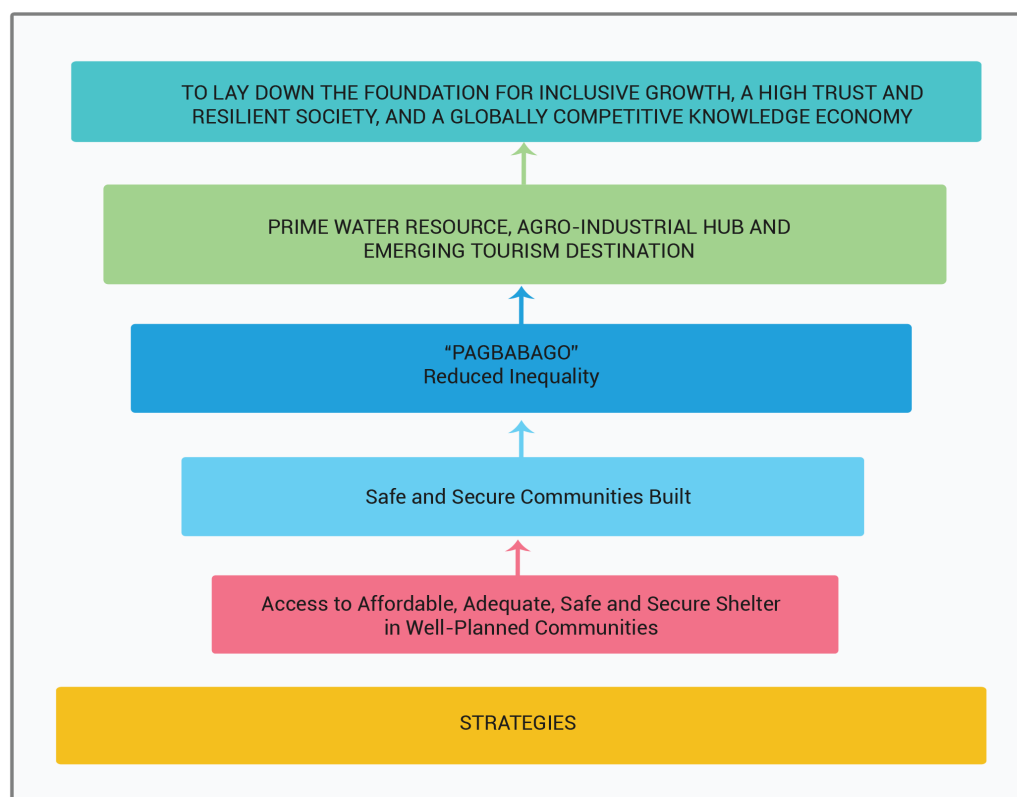 TO LAY DOWN THE FOUNDATION FOR INCLUSIVE GROWTH, A HIGH TRUST AND
RESILIENT SOCIETY, AND A GLOBALLY COMPETITIVE KNOWLEDGE ECONOMY
PRIME WATER RESOURCE, AGRO-INDUSTRIAL HUB AND
EMERGING TOURISM DESTINATION
“PAGBABAGO”
Reduced Inequality
Safe and Secure Communities Built
Access to Affordable, Adequate, Safe and Secure Shelter
in Well-Planned Communities
STRATEGIES